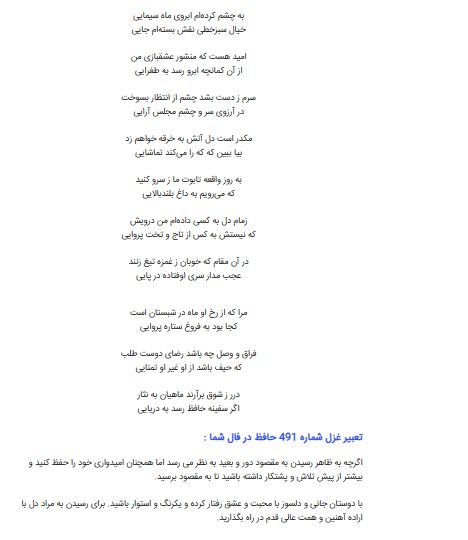 به چشم کرده‌ام ابروی ماه سیمایی
خیال سبزخطی نقش بسته‌ام جایی
امید هست که منشور عشقبازی من
از آن کمانچه ابرو رسد به طغرایی
سرم ز دست بشد چشم از انتظار بسوخت
در آرزوی سر و چشم مجلس آرایی
مکدر است دل آتش به خرقه خواهم زد
بیا ببین که که را می‌کند تماشایی
به روز واقعه تابوت ما ز سرو کنید
که می‌رویم به داغ بلندبالایی
زمام دل به کسی داده‌ام من درویش
که نیستش به کس از تاج و تخت پروایی
در آن مقام که خوبان ز غمزه تیغ زنند
عجب مدار سری اوفتاده در پایی
مرا که از رخ او ماه در شبستان است
کجا بود به فروغ ستاره پروایی
فراق و وصل چه باشد رضای دوست طلب
که حیف باشد از او غیر او تمنایی
درر ز شوق برآرند ماهیان به نثار
اگر سفینه حافظ رسد به دریایی
تعبیر غزل شماره 491 حافظ در فال شما :
اگرچه به ظاهر رسیدن به مقصود دور و بعید به نظر می رسد اما همچنان امیدواری خود را حفظ کنید و
بیشتر از پیش تلاش و پشتکار داشته باشید تا به مقصود برسید.
با دوستان جانی و دلسوز با محبت و عشق رفتار کرده و یکرنگ و استوار باشید. برای رسیدن به مراد دل با
اراده آهنین و همت عالی قدم در راه بگذارید.